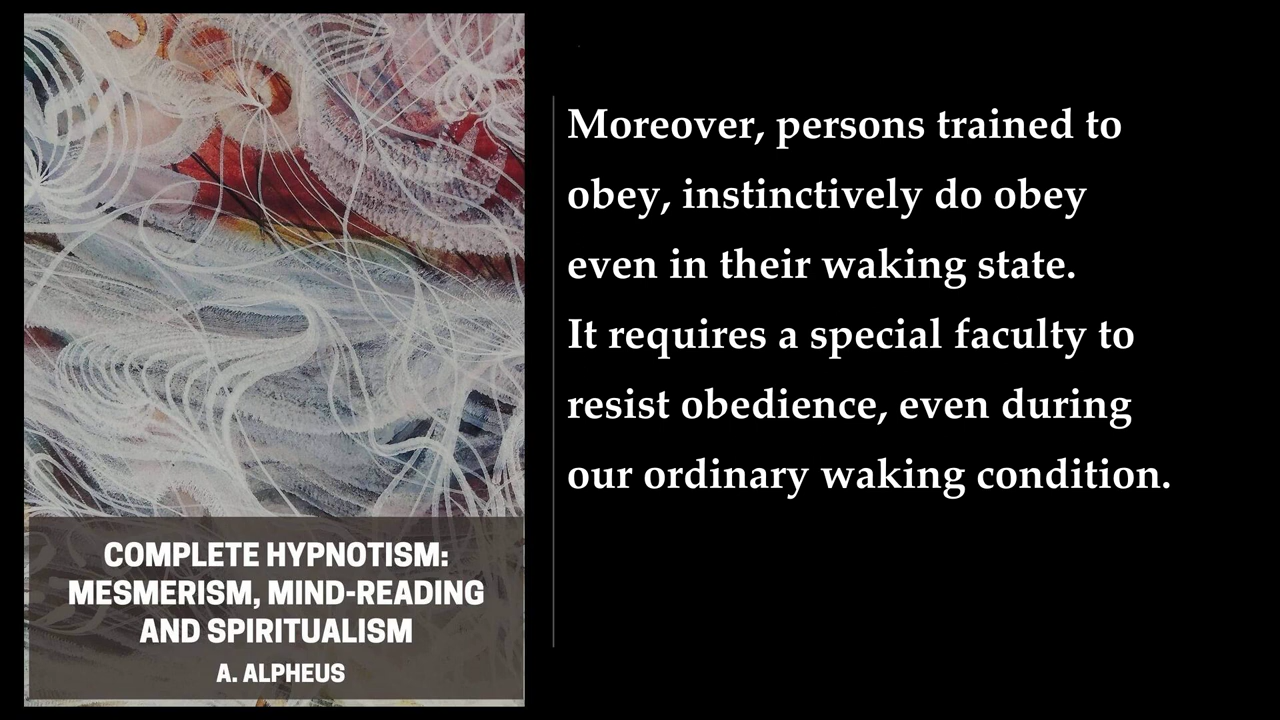 Moreover, persons trained to
obey, instinctively do obey
even in their waking state.
It requires a special faculty to
resist obedience, even during
our ordinary waking condition.
COMPLETE HYPNOTISM:
MESMERISM, MIND-READING
AND SPIRITUALISM
A. ALPHEUS